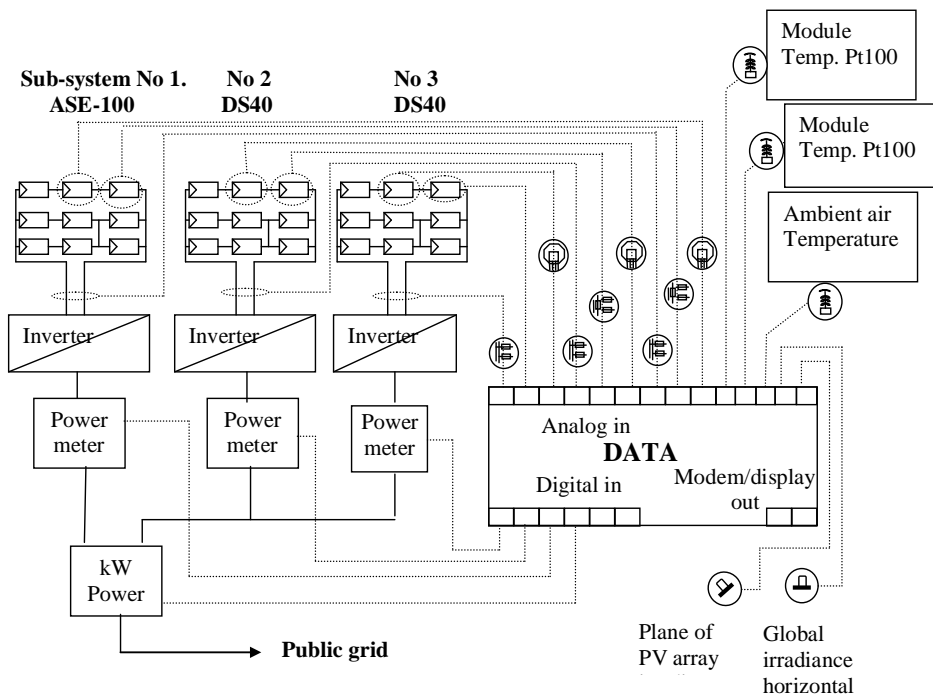 Sub-system No 1.
ASE-100
No 2
DS40
No 3
DS40
Module
Temp. Pt100
Module
Temp. Pt100
Ambient air
Temperature
Inverter
Inverter
Inverter
Power
meter
Power
meter
Power
meter
Analog in
DATA
Digital in
Modem/display
out
kW
Power
Public grid
Plane of
PV array
Global
irradiance
horizontal